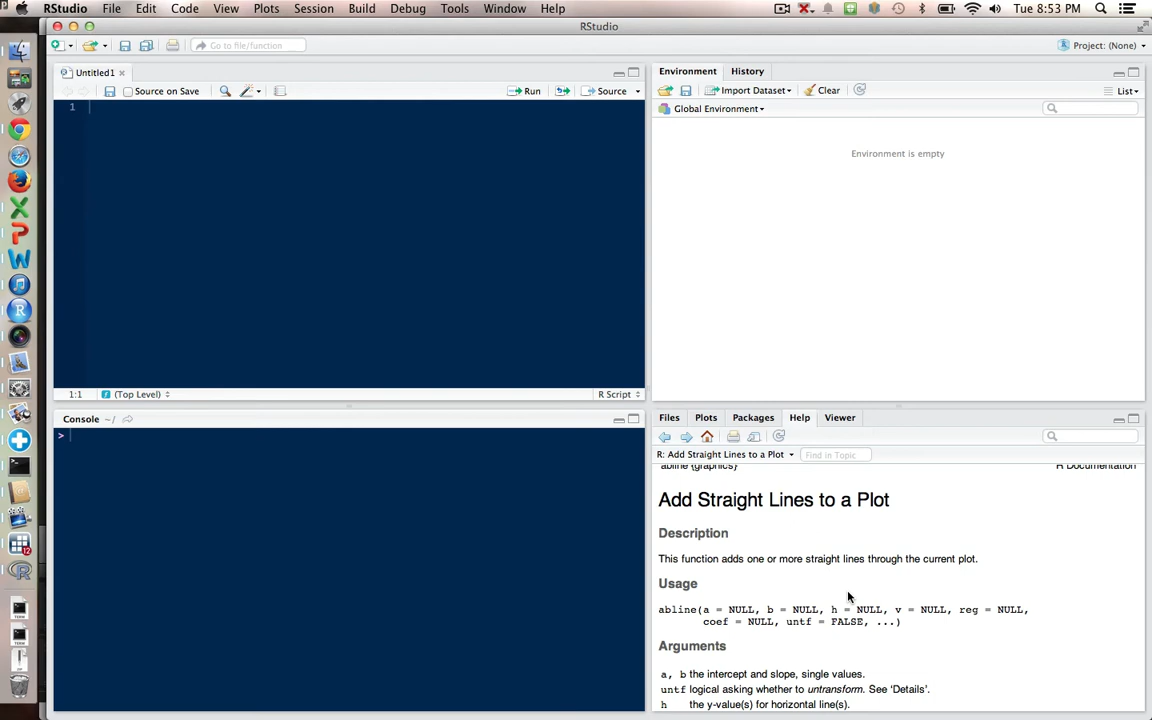 RStudio File Edit Code View Plots Session Build Debug Tools Window Help Tue 8:53 PM
RStudio
Go to file/function Project: (None)
Untitled1
Source on Save Run Source
1
1:1 (Top Level) R Script
Console ~/
>
Environment History
Import Dataset Clear List
Global Environment
Environment is empty
Files Plots Packages Help Viewer
R: Add Straight Lines to a Plot Find in Topic
abline {graphics} R Documentation
Add Straight Lines to a Plot
Description
This function adds one or more straight lines through the current plot.
Usage
abline(a = NULL, b = NULL, h = NULL, v = NULL, reg = NULL,
coef = NULL, untf = FALSE, ...)
Arguments
a, b the intercept and slope, single values.
untf logical asking whether to untransform. See ‘Details’.
h the y-value(s) for horizontal line(s).